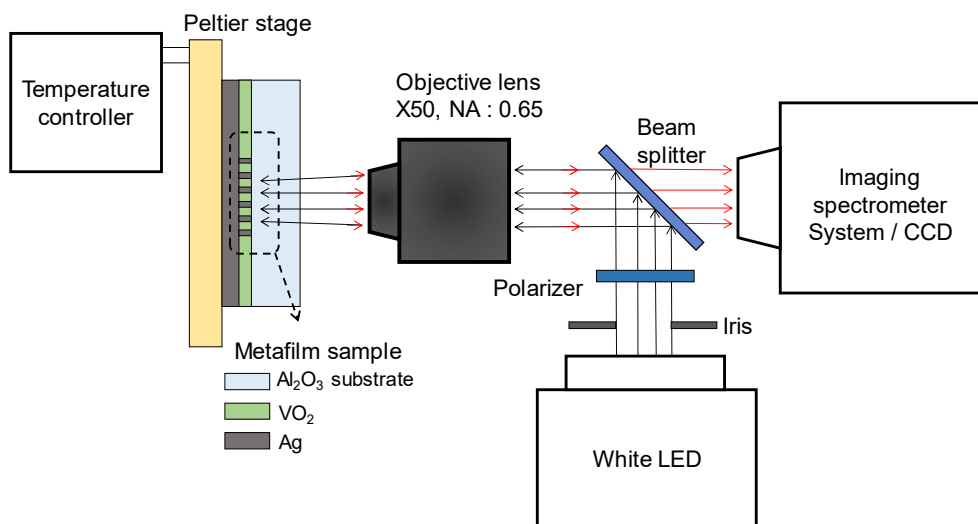 Peltier stage
Temperature
controller
Objective lens
X50, NA : 0.65
Beam
splitter
Imaging
spectrometer
System / CCD
Polarizer
Iris
Metafilm sample
Al₂O₃ substrate
VO₂
Ag
White LED